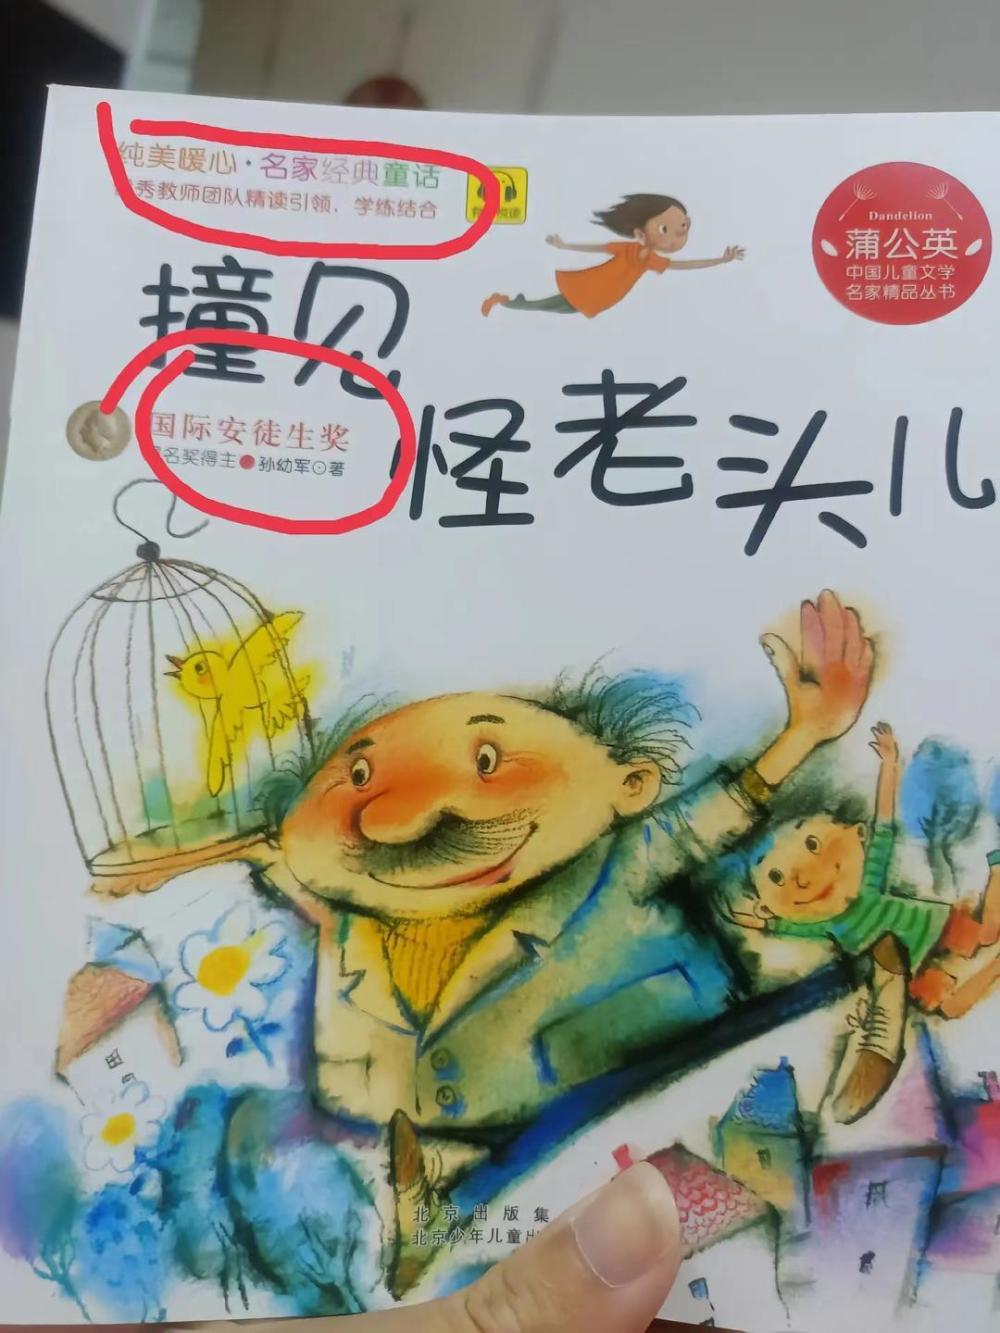 纯美暖心·名家经典童话
秀教师团队精读引领，学练结合
Dandelion
蒲公英
中国儿童文学
名家精品丛书
撞见
怪老头儿
国际安徒生奖
提名奖得主●孙幼军⊙著
北京出版集
北京少年儿童出